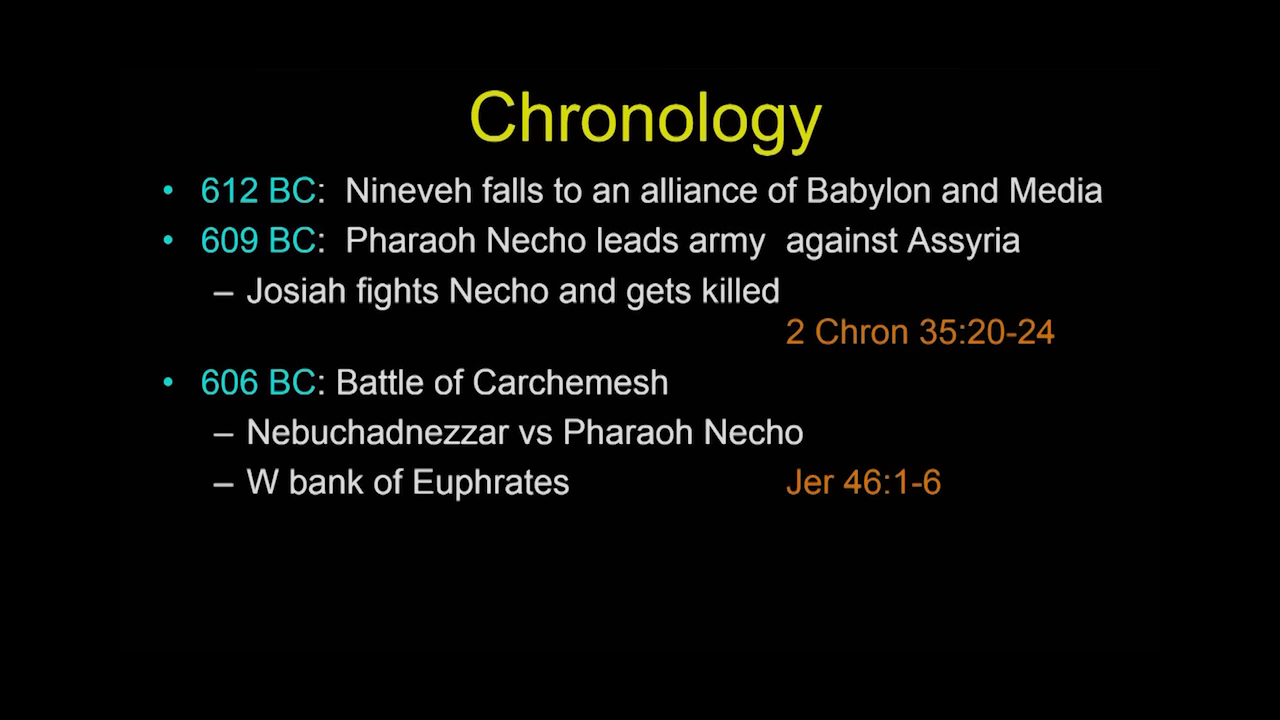 Chronology
• 612 BC:  Nineveh falls to an alliance of Babylon and Media
• 609 BC:  Pharaoh Necho leads army  against Assyria
– Josiah fights Necho and gets killed
2 Chron 35:20-24
• 606 BC: Battle of Carchemesh
– Nebuchadnezzar vs Pharaoh Necho
– W bank of Euphrates Jer 46:1-6